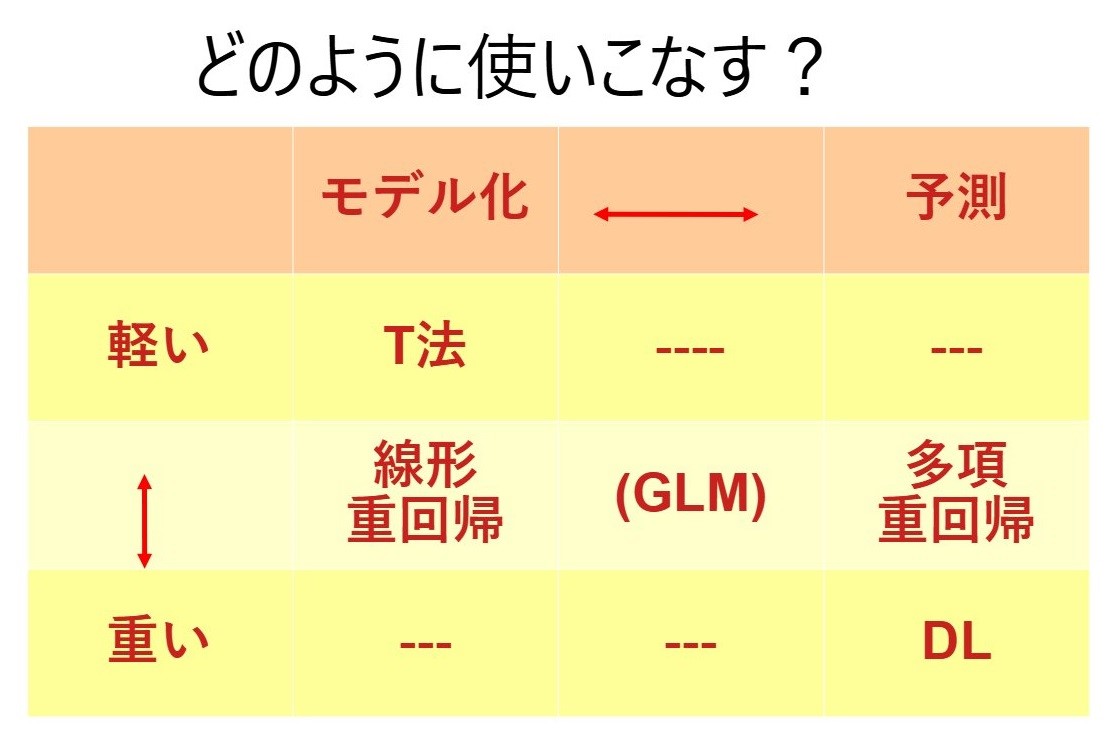 どのように使いこなす？
モデル化
予測
軽い
T法
----
---
線形
重回帰
(GLM)
多項
重回帰
重い
---
---
DL